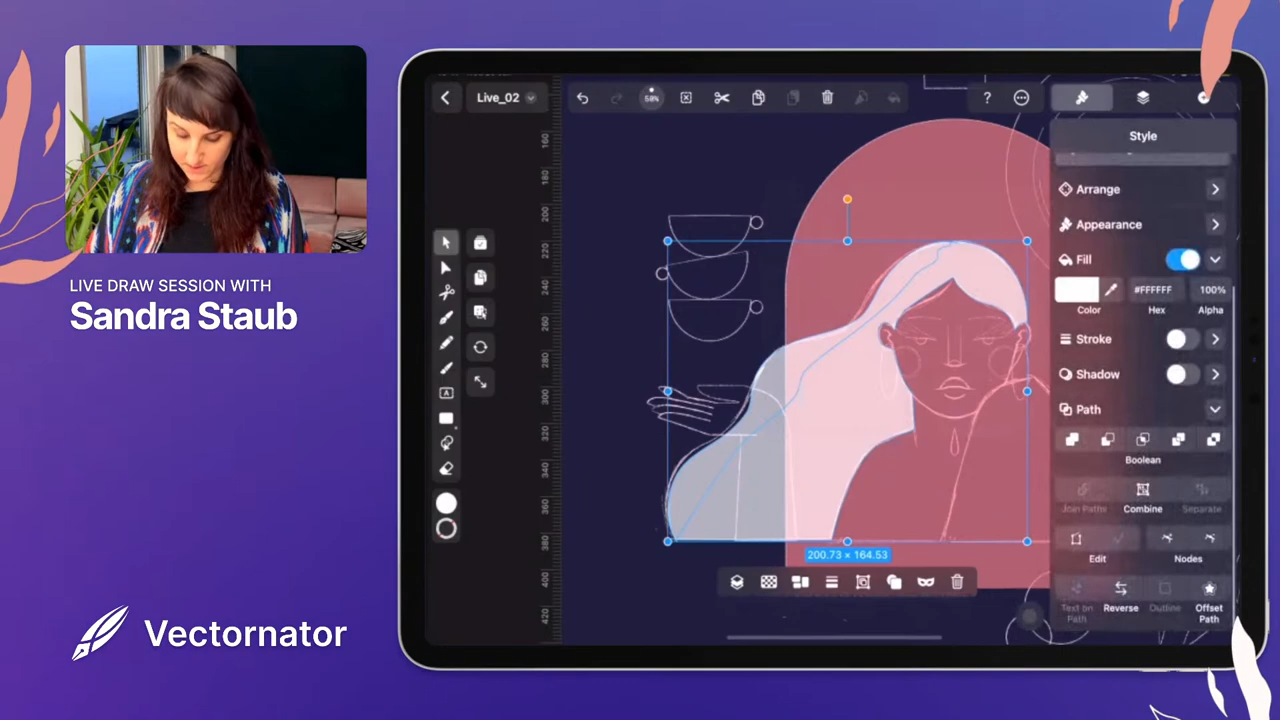 LIVE DRAW SESSION WITH
Sandra Staub
Vectornator
Live_02
50%
?
Style
Arrange
Appearance
Fill
#FFFFFF
100%
Color
Hex
Alpha
Stroke
Shadow
Path
Boolean
Join Paths
Combine
Separate
Edit
Nodes
Text on Path
Reverse
Outline
Offset Path
160
180
200
220
240
260
280
300
320
340
360
380
400
420
A
200.73 × 164.53